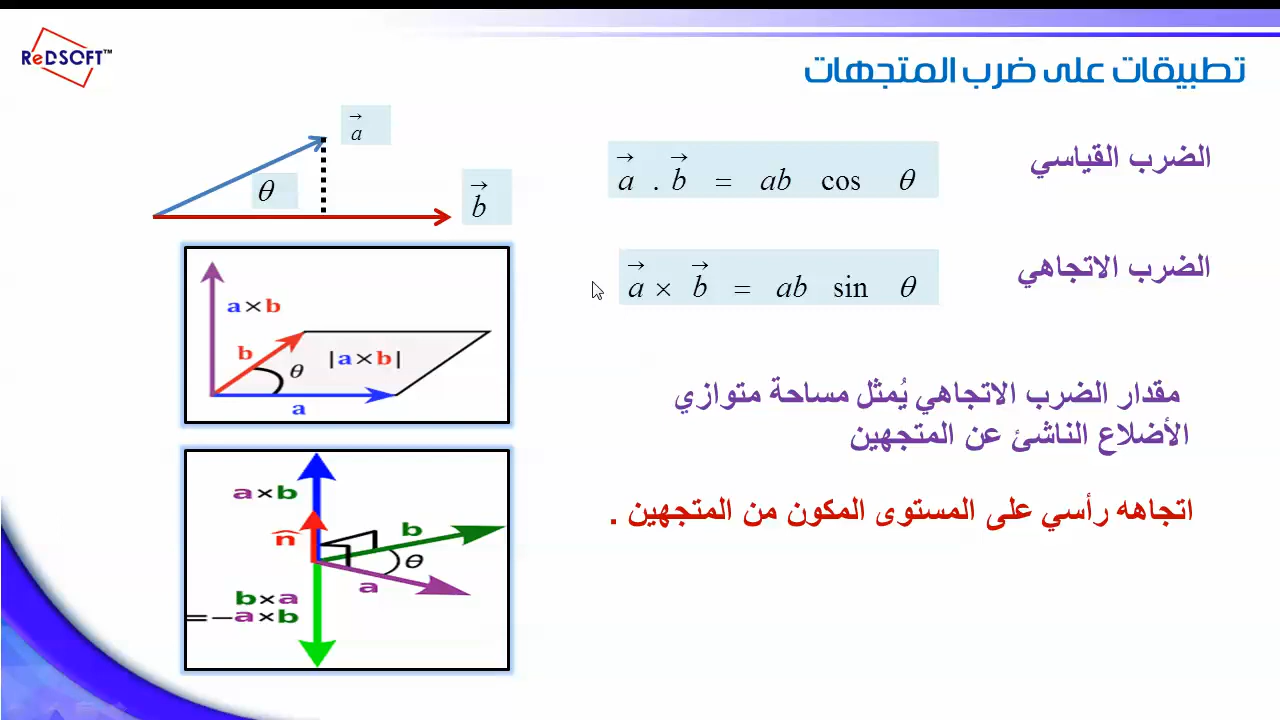 ReDSOFT™
تطبيقات على ضرب المتجهات
الضرب القياسي
a⃗ . b⃗ = ab cos θ
a⃗
θ
b⃗
الضرب الاتجاهي
a⃗ × b⃗ = ab sin θ
a×b
b
θ
|a×b|
a
مقدار الضرب الاتجاهي يُمثل مساحة متوازي
الأضلاع الناشئ عن المتجهين
اتجاهه رأسي على المستوى المكون من المتجهين .
a×b
n̂
b
θ
a
b×a
=−a×b